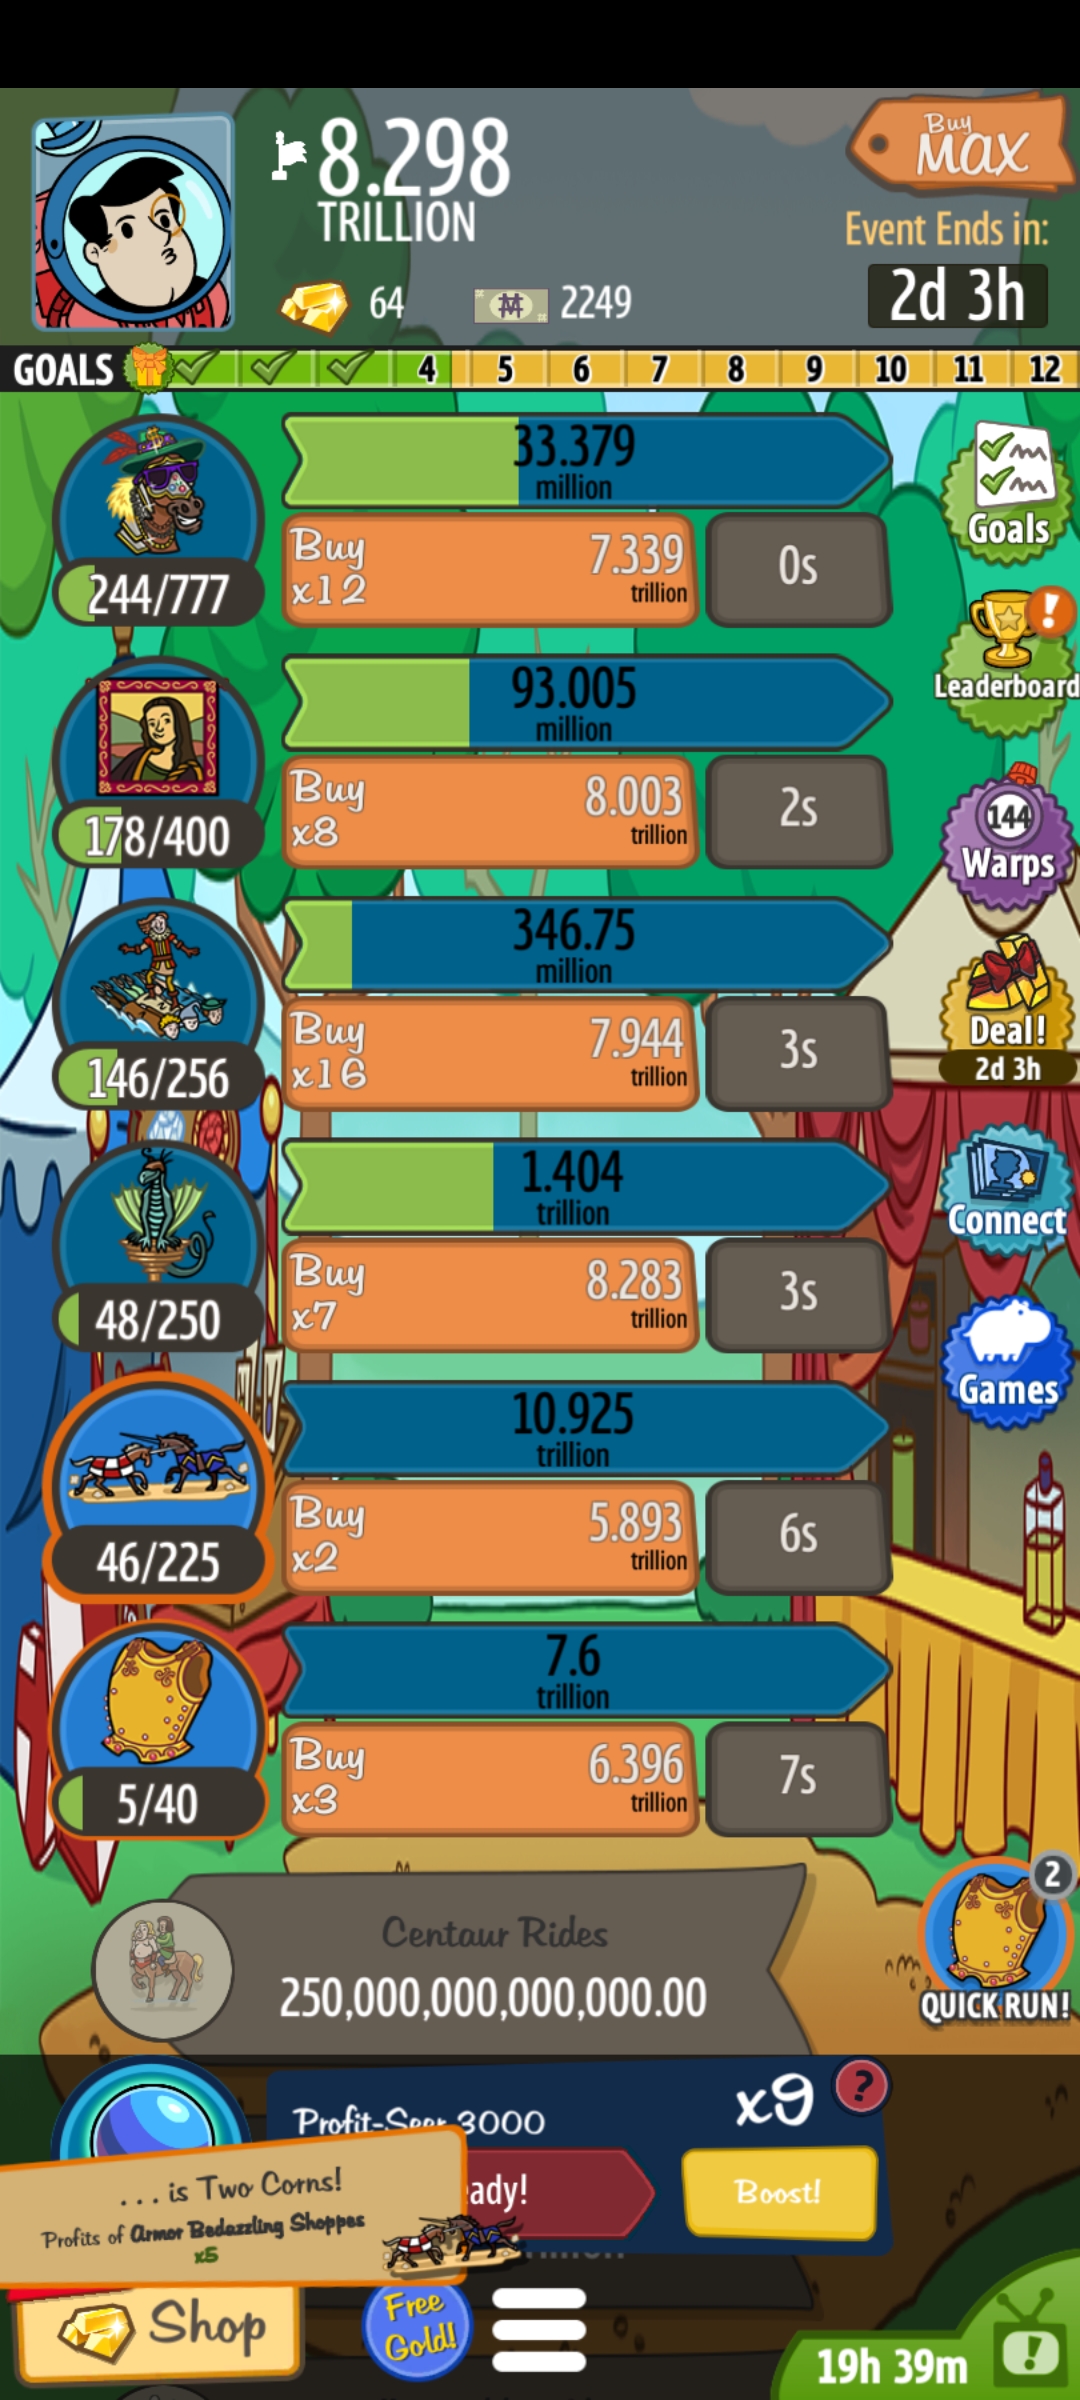 8.298
TRILLION
Buy
MAX
Event Ends in:
64
2249
2d 3h
GOALS
4 5 6 7 8 9 10 11 12
33.379
million
Buy
x12
7.339
trillion
0s
244/777
Goals
Leaderboard
93.005
million
Buy
x8
8.003
trillion
2s
178/400
144
Warps
346.75
million
Buy
x16
7.944
trillion
3s
146/256
Deal!
2d 3h
1.404
trillion
Buy
x7
8.283
trillion
3s
48/250
Connect
Games
10.925
trillion
Buy
x2
5.893
trillion
6s
46/225
7.6
trillion
Buy
x3
6.396
trillion
7s
5/40
Centaur Rides
250,000,000,000,000.00
2
QUICK RUN!
Profit-Seer 3000
x9
?
... is Two Corns!
Profits of Armor Bedazzling Shoppes
x5
eady!
Boost!
Shop
Free
Gold!
19h 39m